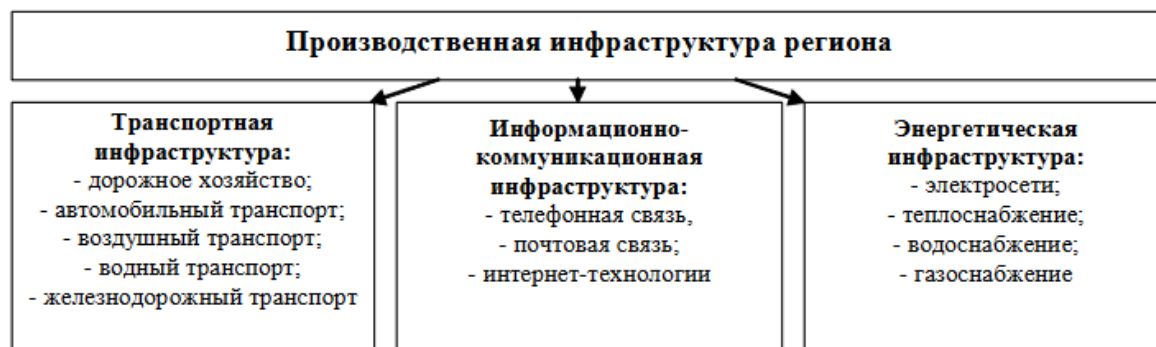 Производственная инфраструктура региона
Транспортная
инфраструктура:
- дорожное хозяйство;
- автомобильный транспорт;
- воздушный транспорт;
- водный транспорт;
- железнодорожный транспорт
Информационно-
коммуникационная
инфраструктура:
- телефонная связь,
- почтовая связь;
- интернет-технологии
Энергетическая
инфраструктура:
- электросети;
- теплоснабжение;
- водоснабжение;
- газоснабжение